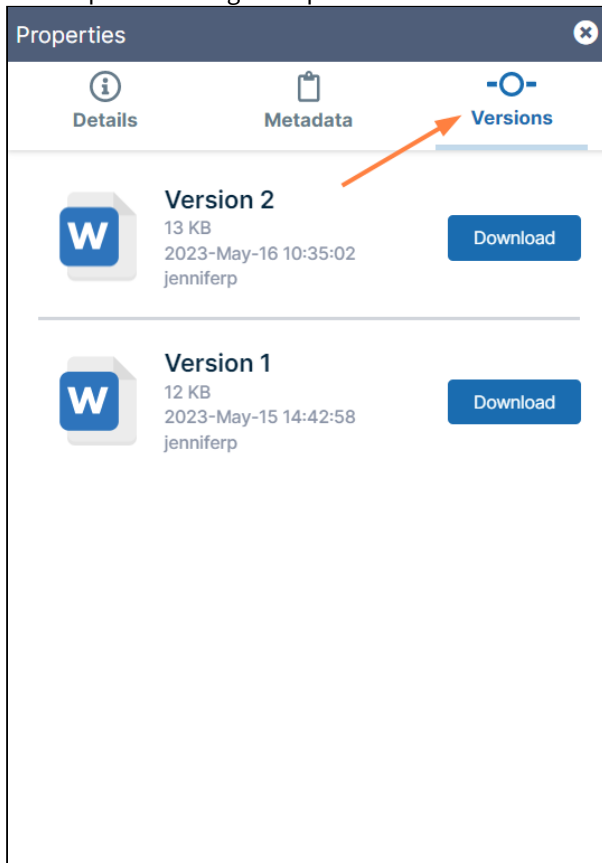 Properties
Details
Metadata
Versions
W
Version 2
13 KB
2023-May-16 10:35:02
jenniferp
Download
W
Version 1
12 KB
2023-May-15 14:42:58
jenniferp
Download